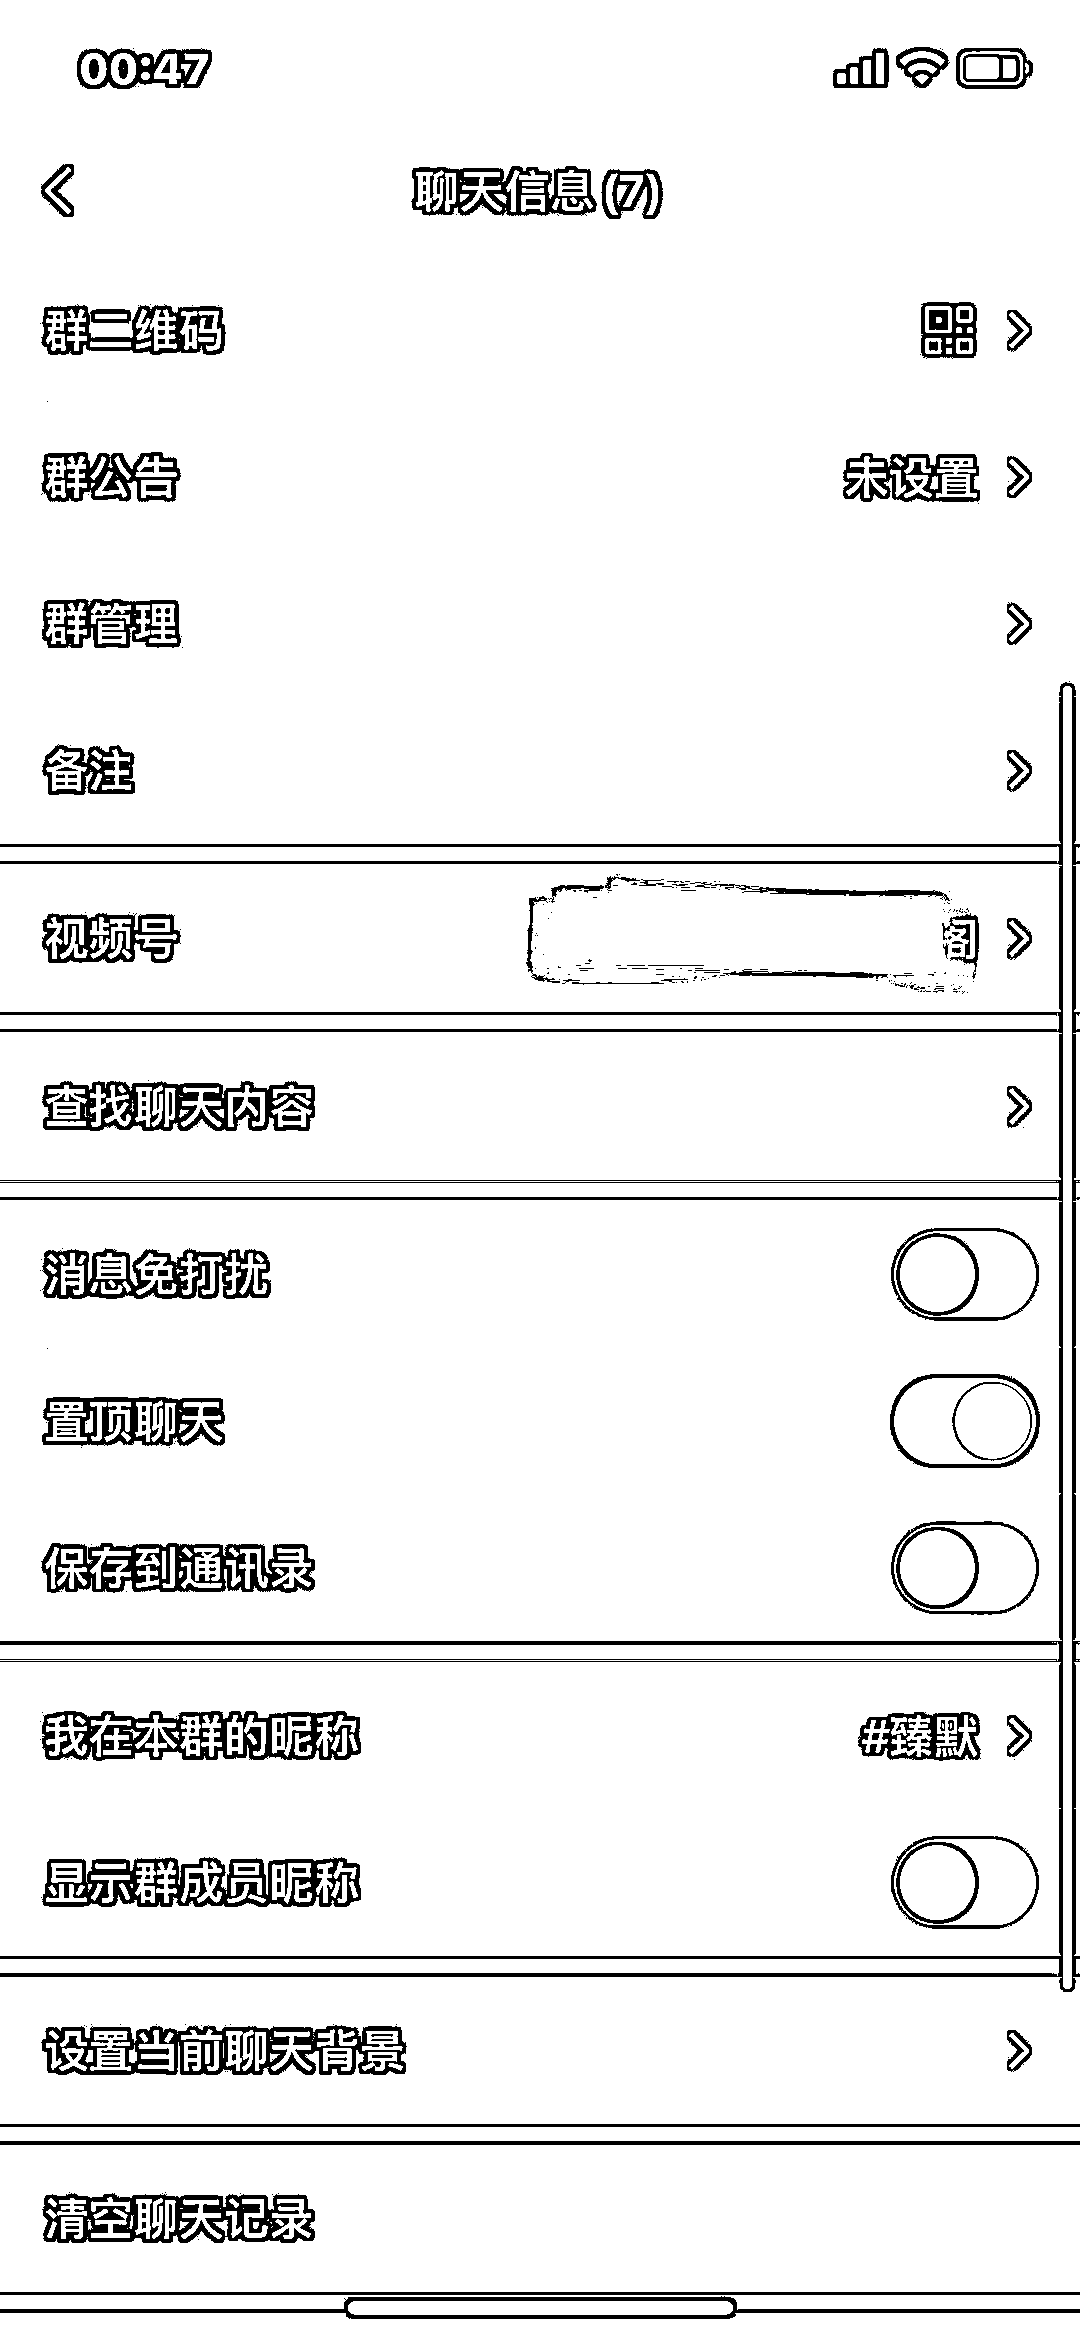 00:47
聊天信息(7)
群二维码
群公告 未设置
群管理
备注
视频号 阁
查找聊天内容
消息免打扰
置顶聊天
保存到通讯录
我在本群的昵称 #臻默
显示群成员昵称
设置当前聊天背景
清空聊天记录